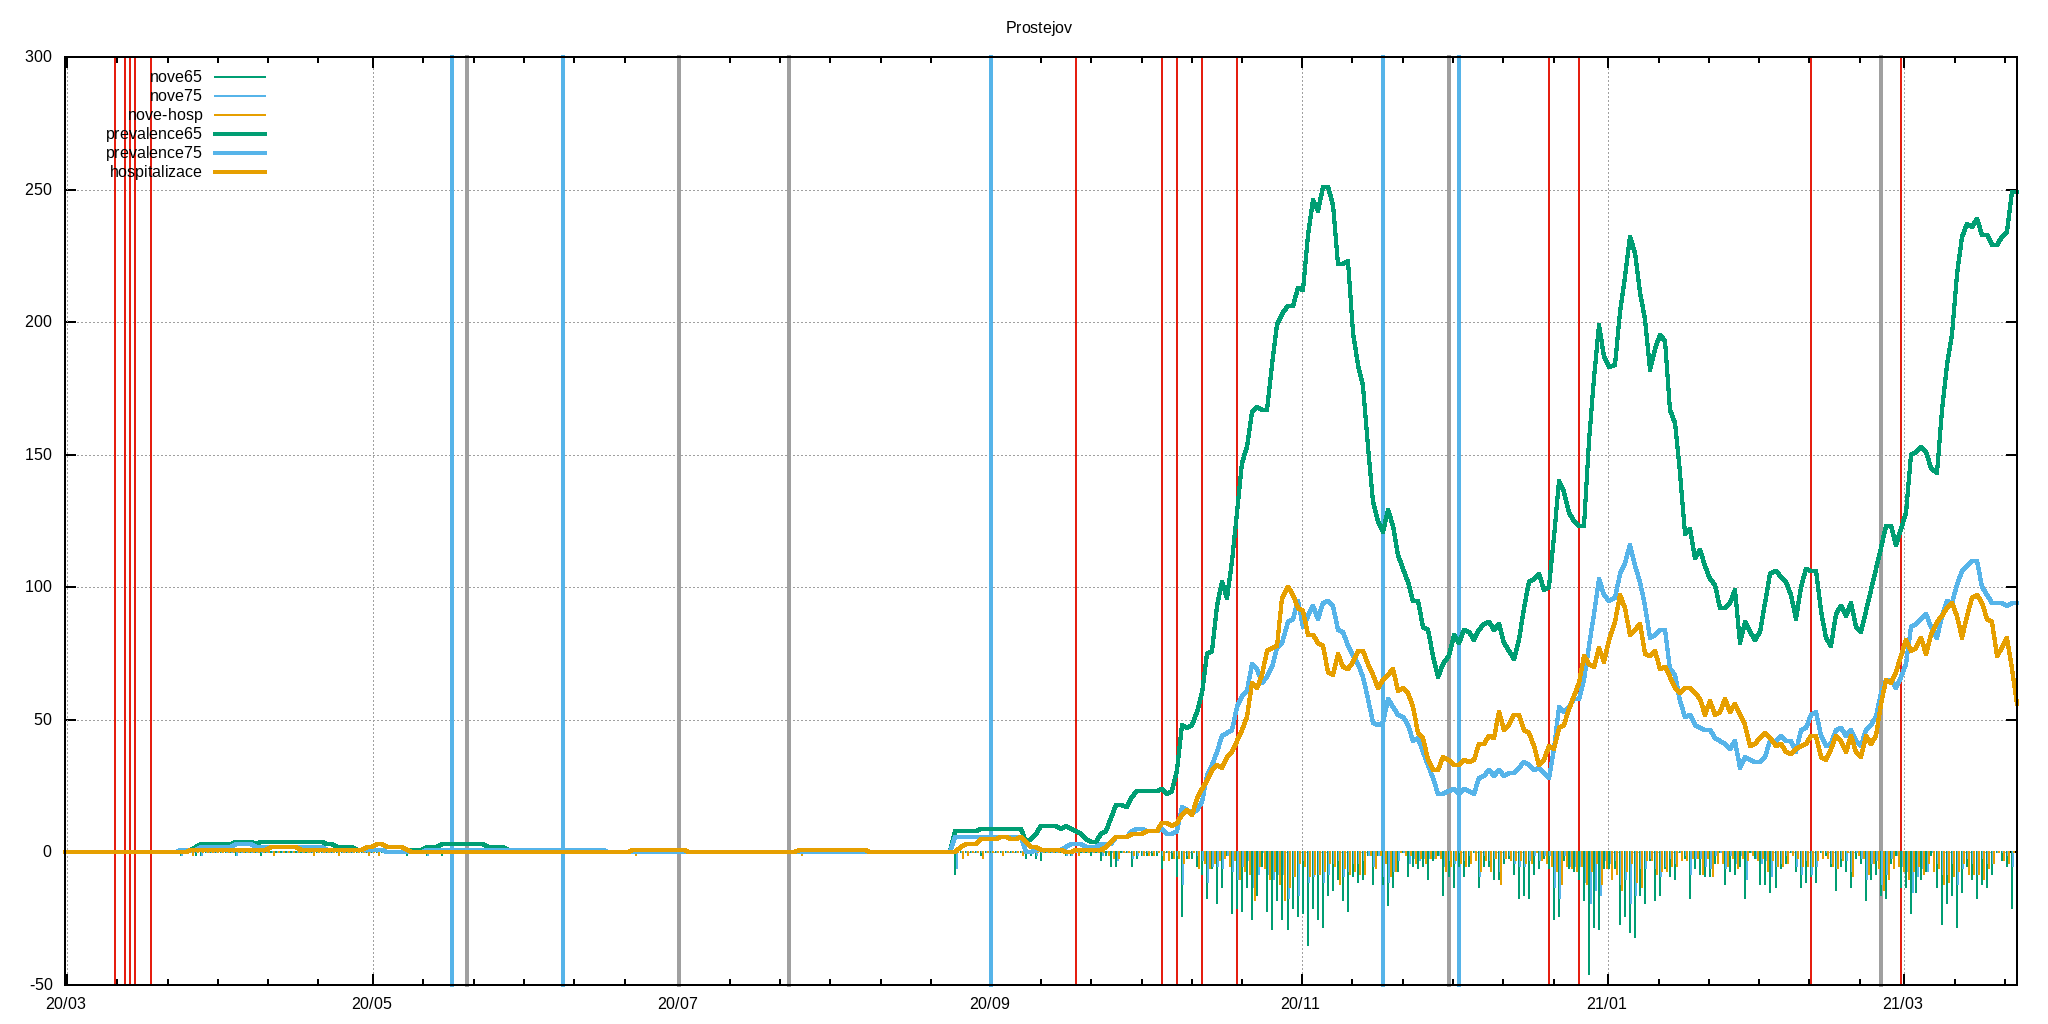 Prostejov
300
nove65
nove75
nove-hosp
prevalence65
prevalence75
hospitalizace
250
200
150
100
50
0
-50
20/03 20/05 20/07 20/09 20/11 21/01 21/03